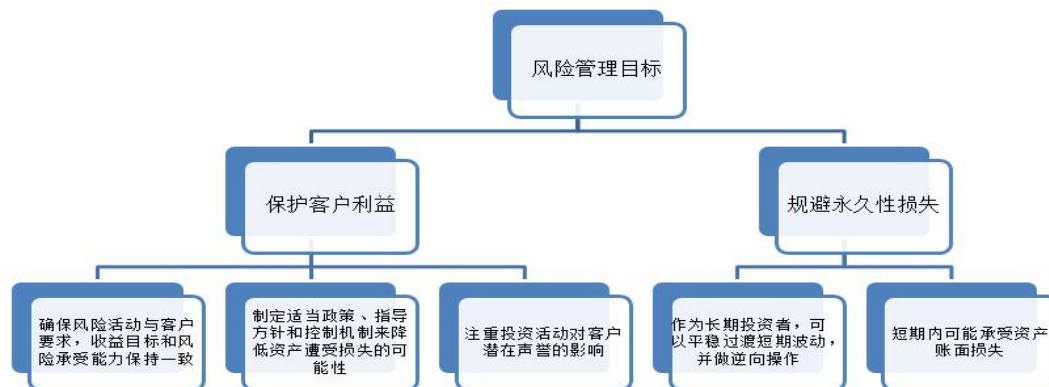 风险管理目标
保护客户利益
规避永久性损失
确保风险活动与客户
要求，收益目标和风
险承受能力保持一致
制定适当政策、指导
方针和控制机制来降
低资产遭受损失的可
能性
注重投资活动对客户
潜在声誉的影响
作为长期投资者，可
以平稳过渡短期波动，
并做逆向操作
短期内可能承受资产
账面损失